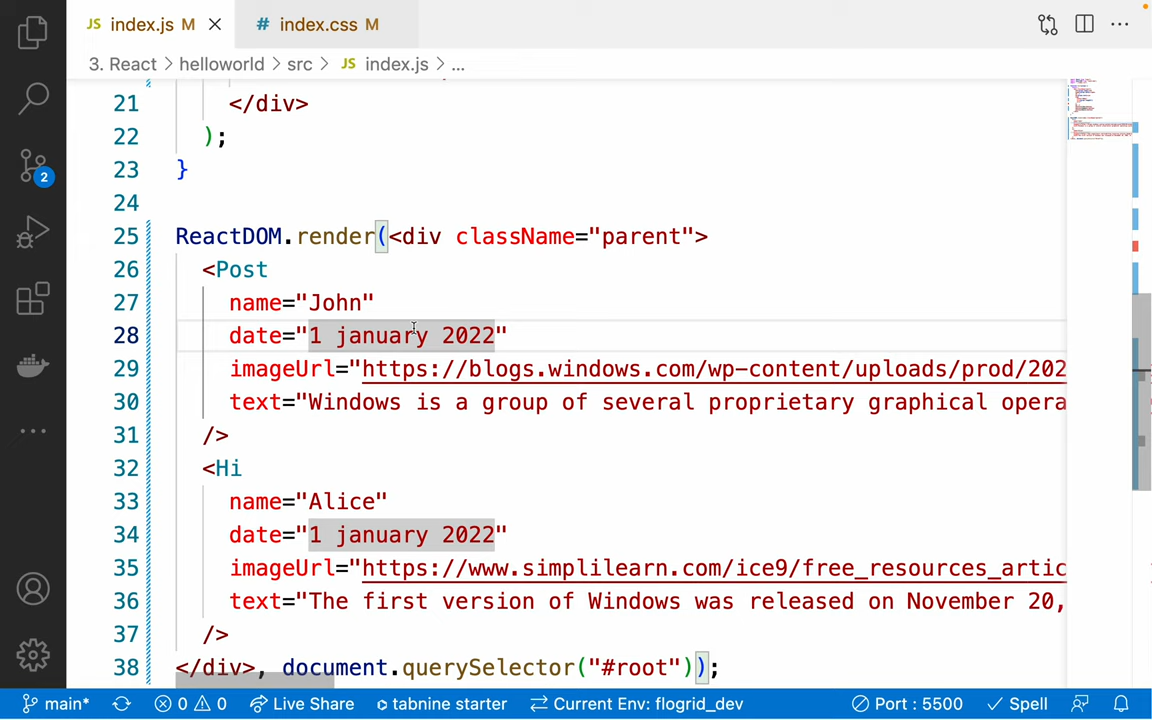 JS index.js M
# index.css M
3. React > helloworld > src > JS index.js > ...
21 </div>
22 );
23 }
24
25 ReactDOM.render(<div className="parent">
26 <Post
27 name="John"
28 date="1 january 2022"
29 imageUrl="https://blogs.windows.com/wp-content/uploads/prod/202
30 text="Windows is a group of several proprietary graphical opera
31 />
32 <Hi
33 name="Alice"
34 date="1 january 2022"
35 imageUrl="https://www.simplilearn.com/ice9/free_resources_artic
36 text="The first version of Windows was released on November 20,
37 />
38 </div>, document.querySelector("#root"));
2
main* 0 0 Live Share tabnine starter Current Env: flogrid_dev Port : 5500 Spell